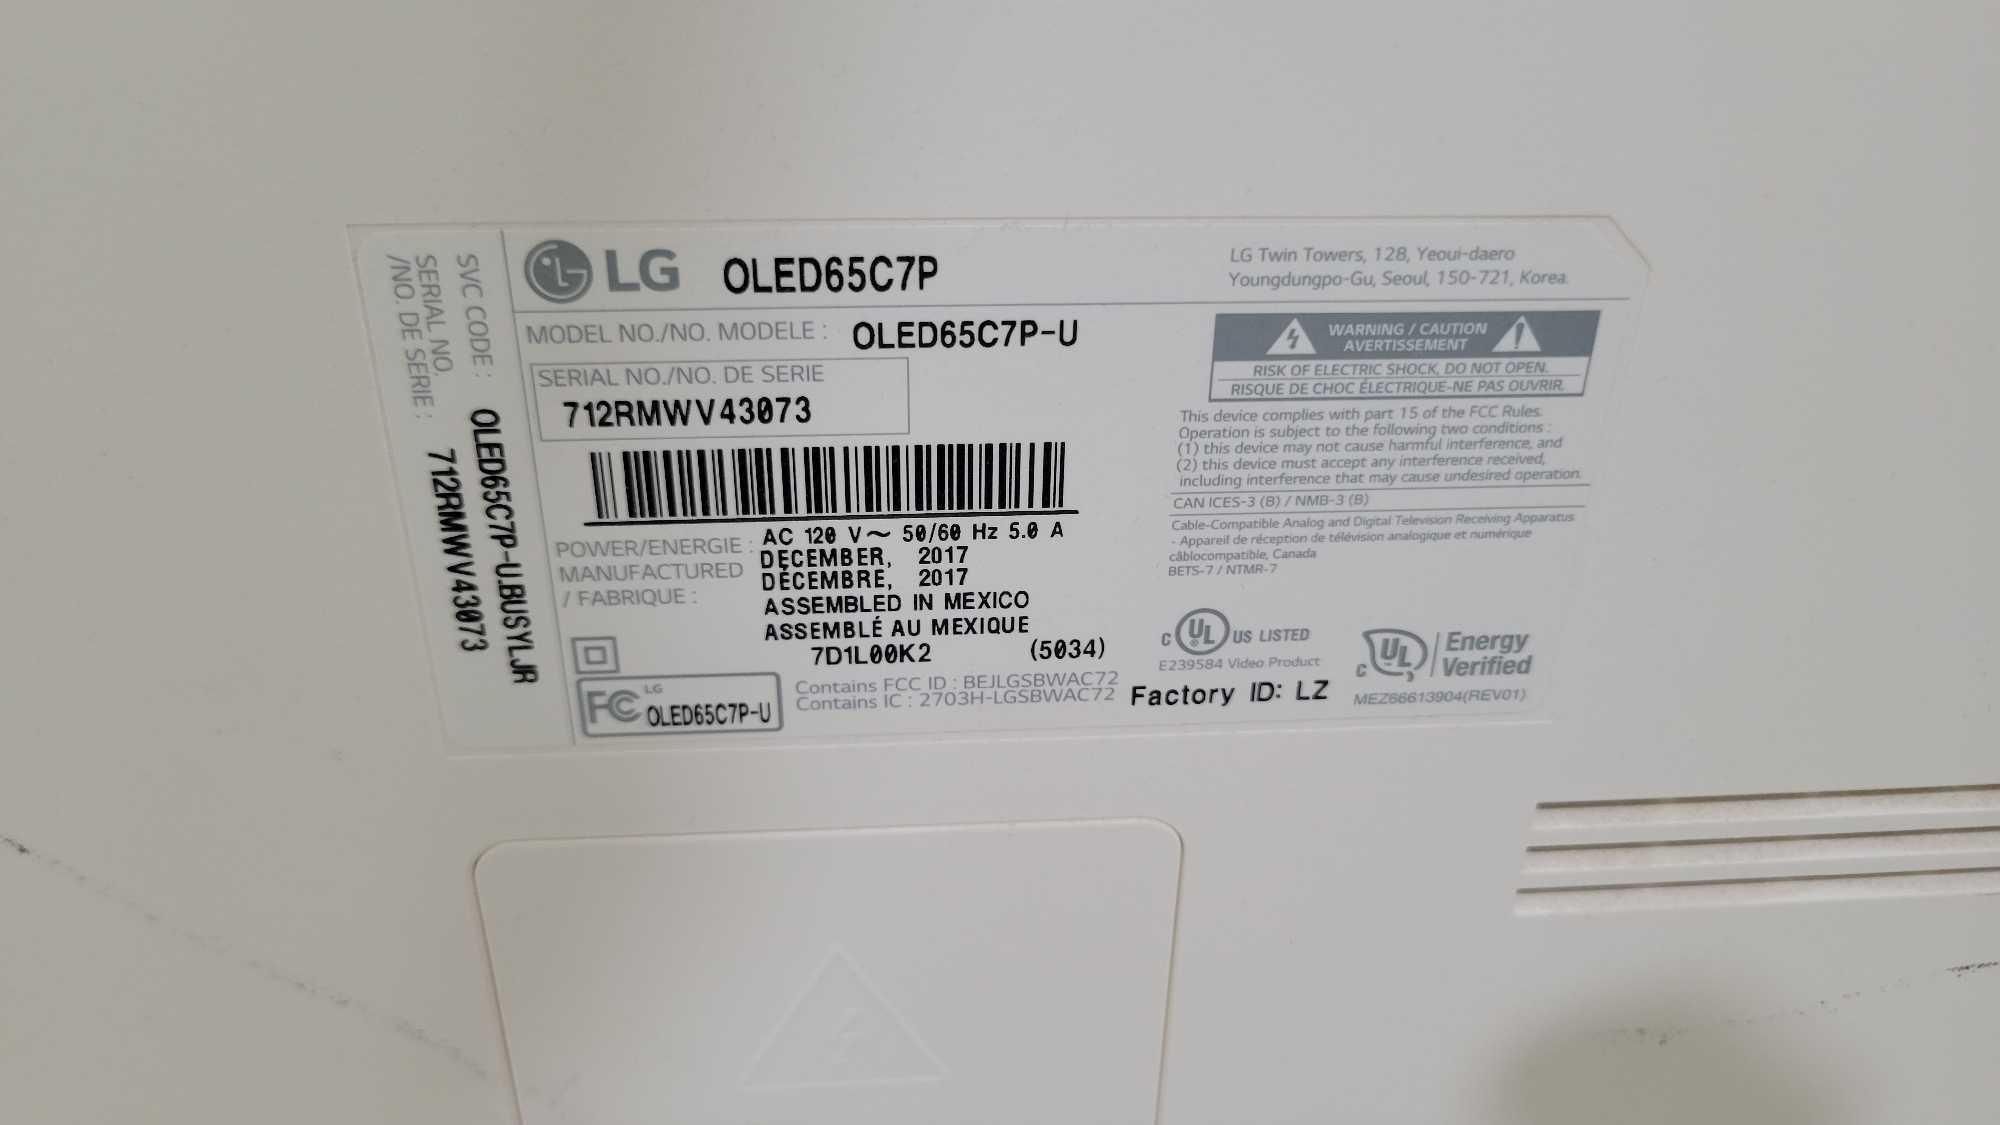 LG OLED65C7P
LG Twin Towers, 128, Yeoui-daero
Youngdungpo-Gu, Seoul, 150-721, Korea.
MODEL NO./NO. MODELE : OLED65C7P-U
SERIAL NO./NO. DE SERIE
712RMWV43073
POWER/ENERGIE : AC 120 V~ 50/60 Hz 5.0 A
MANUFACTURED DECEMBER, 2017
/ FABRIQUE : DÉCEMBRE, 2017
ASSEMBLED IN MEXICO
ASSEMBLÉ AU MEXIQUE
7D1L00K2 (5034)
Contains FCC ID : BEJLGSBWAC72
Contains IC : 2703H-LGSBWAC72
FC LG
OLED65C7P-U
WARNING / CAUTION
AVERTISSEMENT
RISK OF ELECTRIC SHOCK, DO NOT OPEN.
RISQUE DE CHOC ÉLECTRIQUE-NE PAS OUVRIR.
This device complies with part 15 of the FCC Rules.
Operation is subject to the following two conditions :
(1) this device may not cause harmful interference, and
(2) this device must accept any interference received,
including interference that may cause undesired operation.
CAN ICES-3 (B) / NMB-3 (B)
Cable-Compatible Analog and Digital Television Receiving Apparatus
- Appareil de réception de télévision analogique et numérique
câblocompatible, Canada
BETS-7 / NTMR-7
C UL ® US LISTED
E239584 Video Product
C UL Energy
Verified
Factory ID: LZ
MEZ66613904(REV01)
SVC CODE : OLED65C7P-U.BUSYLJR
SERIAL NO.
/NO. DE SERIE : 712RMWV43073